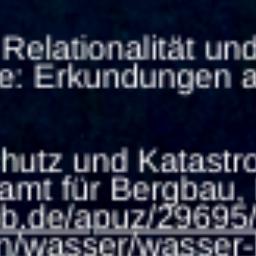 Relationalität und
e: Erkundungen a
hutz und Katastro
amt für Bergbau,
b.de/apuz/29695/
n/wasser/wasser-